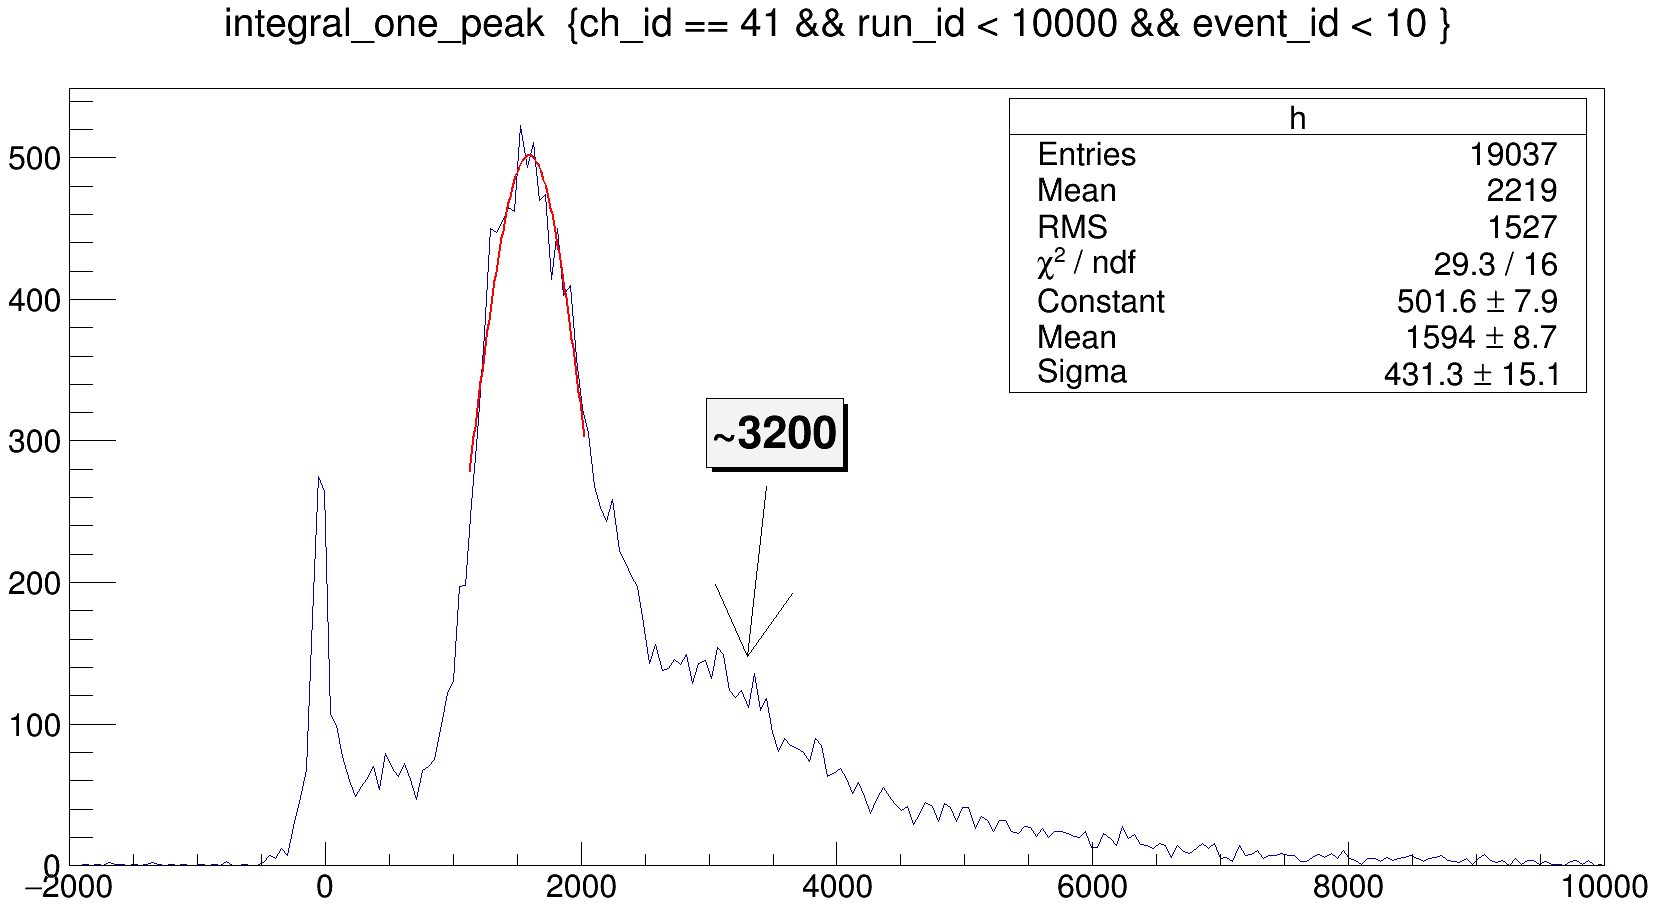 integral_one_peak {ch_id == 41 && run_id < 10000 && event_id < 10 }
h
Entries 19037
Mean 2219
RMS 1527
χ² / ndf 29.3 / 16
Constant 501.6 ± 7.9
Mean 1594 ± 8.7
Sigma 431.3 ± 15.1
500
400
~3200
300
200
100
0
−2000 0 2000 4000 6000 8000 10000